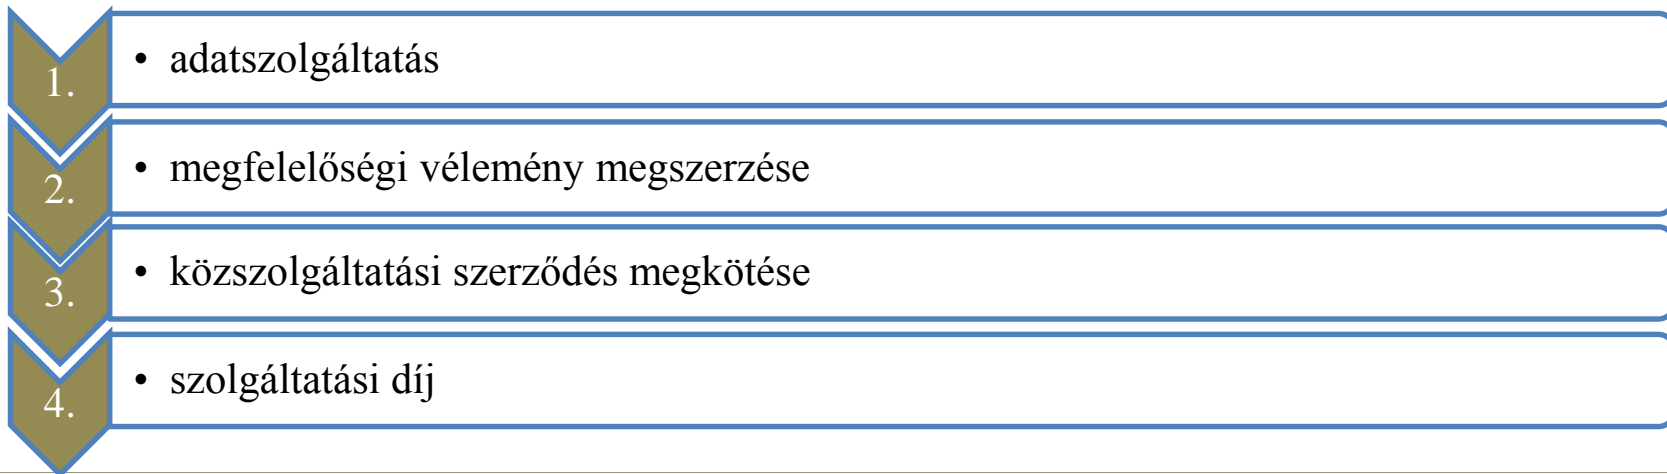 1. • adatszolgáltatás
2. • megfelelőségi vélemény megszerzése
3. • közszolgáltatási szerződés megkötése
4. • szolgáltatási díj